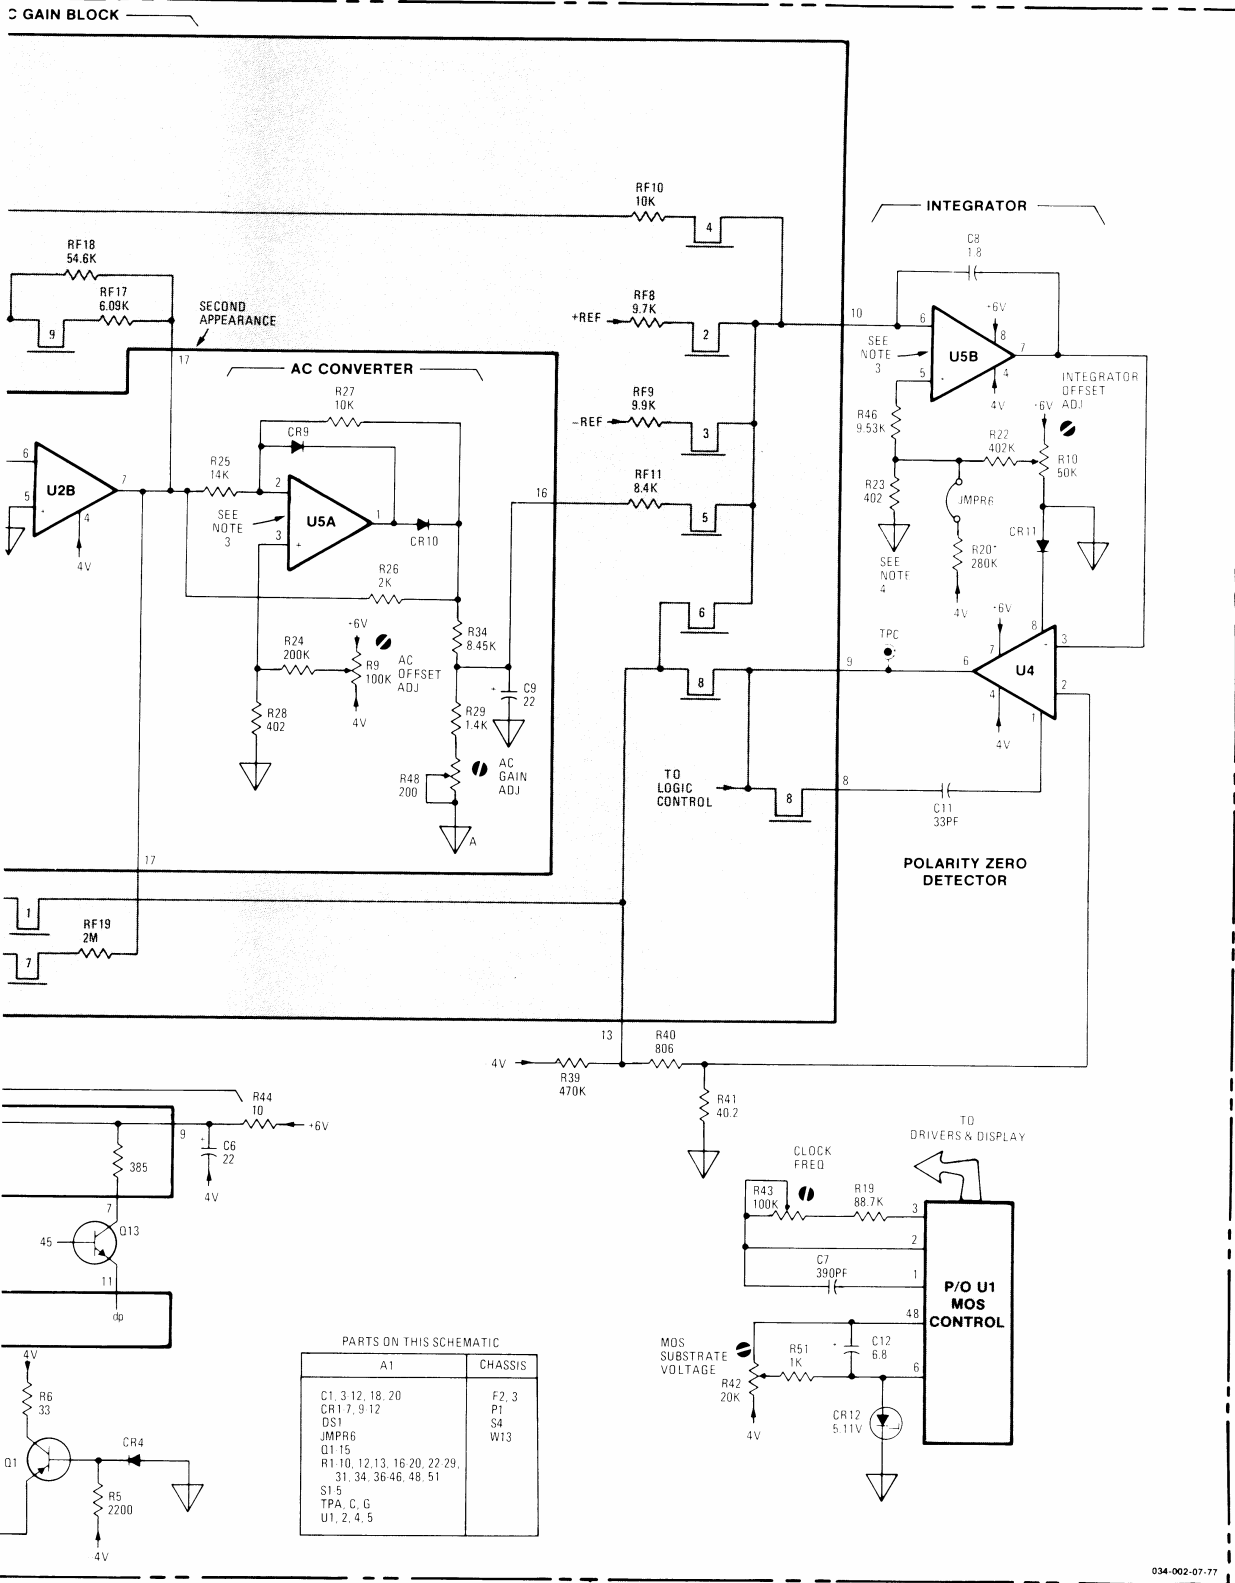 C GAIN BLOCK
RF10
10K
4
INTEGRATOR
C8
1.8
RF18
54.6K
RF17
6.09K
9
SECOND
APPEARANCE
17
RF8
9.7K
+REF
2
10
6
+6V
8
U5B
7
SEE
NOTE
3
5
4
4V
AC CONVERTER
R27
10K
CR9
RF9
9.9K
−REF
3
INTEGRATOR
OFFSET
ADJ
R46
9.53K
R22
402K
R10
50K
6
U2B
7
5
+
4
4V
R25
14K
2
U5A
1
SEE
NOTE
3
3
+
CR10
16
RF11
8.4K
5
R23
402
JMPR6
CR11
SEE
NOTE
4
R20*
280K
4V
R26
2K
6
R24
200K
R9
100K
AC
OFFSET
ADJ
4V
R34
8.45K
C9
22
R28
402
R29
1.4K
8
9
TPC
6
7
8
3
U4
4
2
1
4V
R48
200
AC
GAIN
ADJ
A
TO
LOGIC
CONTROL
8
8
C11
33PF
17
POLARITY ZERO
DETECTOR
1
RF19
2M
7
13
4V
R39
470K
R40
806
R41
40.2
R44
10
+6V
9
C6
22
4V
385
7
Q13
45
11
dp
TO
DRIVERS & DISPLAY
CLOCK
FREQ
R43
100K
R19
88.7K
3
2
C7
390PF
1
P/O U1
MOS
CONTROL
48
MOS
SUBSTRATE
VOLTAGE
R42
20K
R51
1K
C12
6.8
6
4V
CR12
5.11V
4V
R6
33
Q1
CR4
R5
2200
4V
PARTS ON THIS SCHEMATIC
A1 CHASSIS
C1, 3-12, 18, 20 F2, 3
CR1-7, 9-12 P1
DS1 S4
JMPR6 W13
Q1-15
R1-10, 12,13, 16-20, 22-29,
31, 34, 36-46, 48, 51
S1-5
TPA, C, G
U1, 2, 4, 5
034-002-07-77